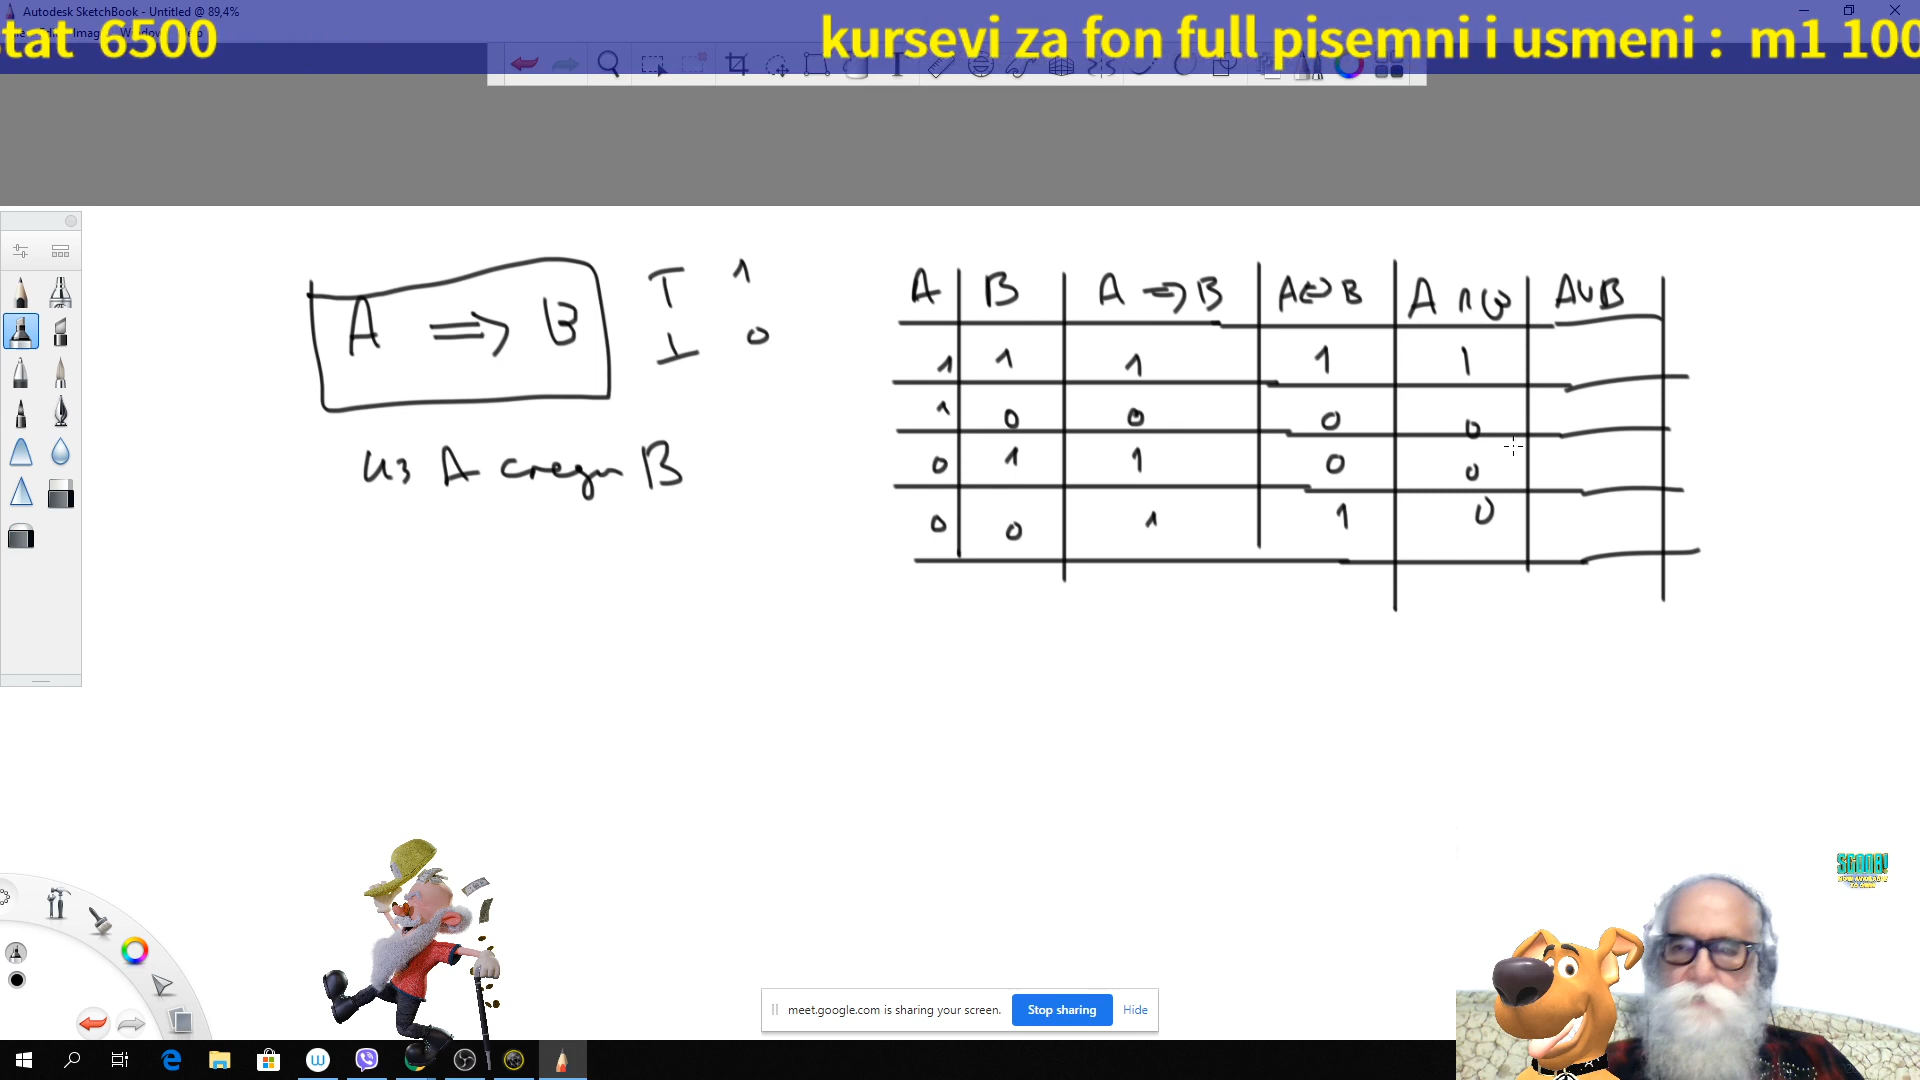 Autodesk SketchBook - Untitled @ 89,4%
tat 6500 kursevi za fon full pisemni i usmeni : m1 100
A ⇒ B
T 1
⊥ 0
из А следи B
A B A ⇒ B A⇔B A ∧ B A∪B
1 1 1 1 1
1 0 0 0 0
0 1 1 0 0
0 0 1 1 0
SCOOB!
meet.google.com is sharing your screen. Stop sharing Hide